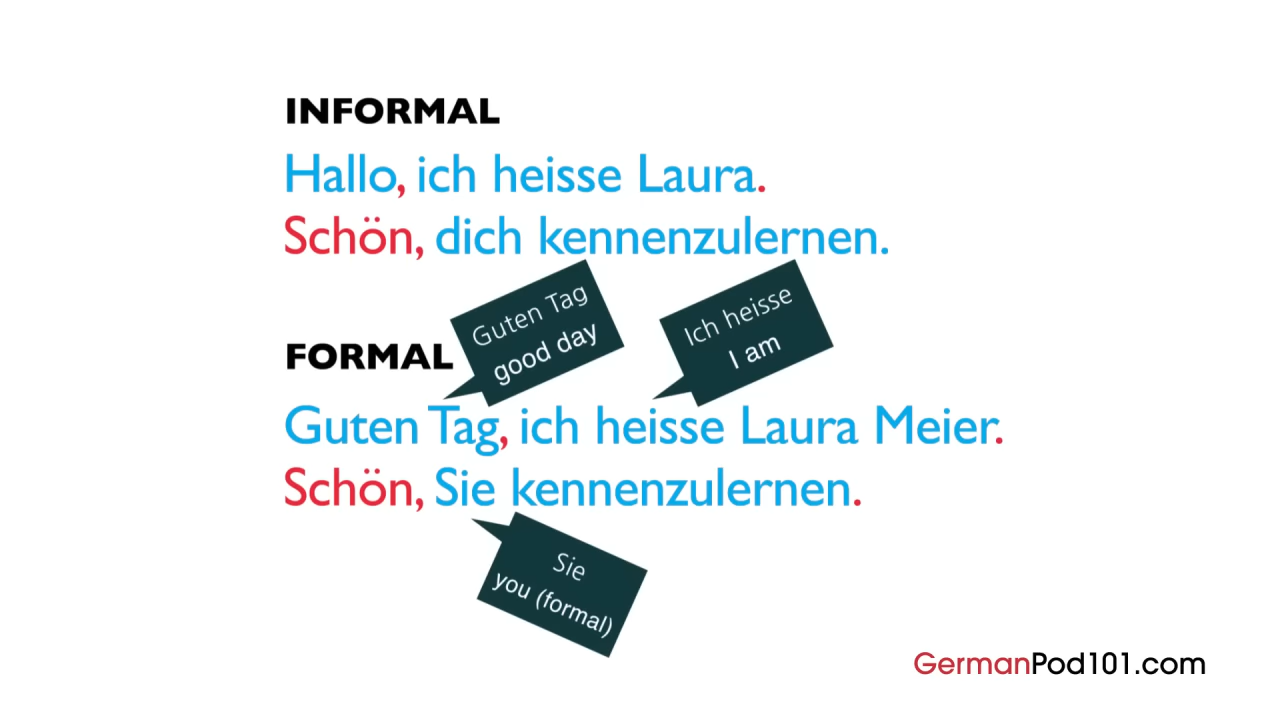 INFORMAL
Hallo, ich heisse Laura.
Schön, dich kennenzulernen.
Guten Tag
good day
Ich heisse
I am
FORMAL
Guten Tag, ich heisse Laura Meier.
Schön, Sie kennenzulernen.
Sie
you (formal)
GermanPod101.com